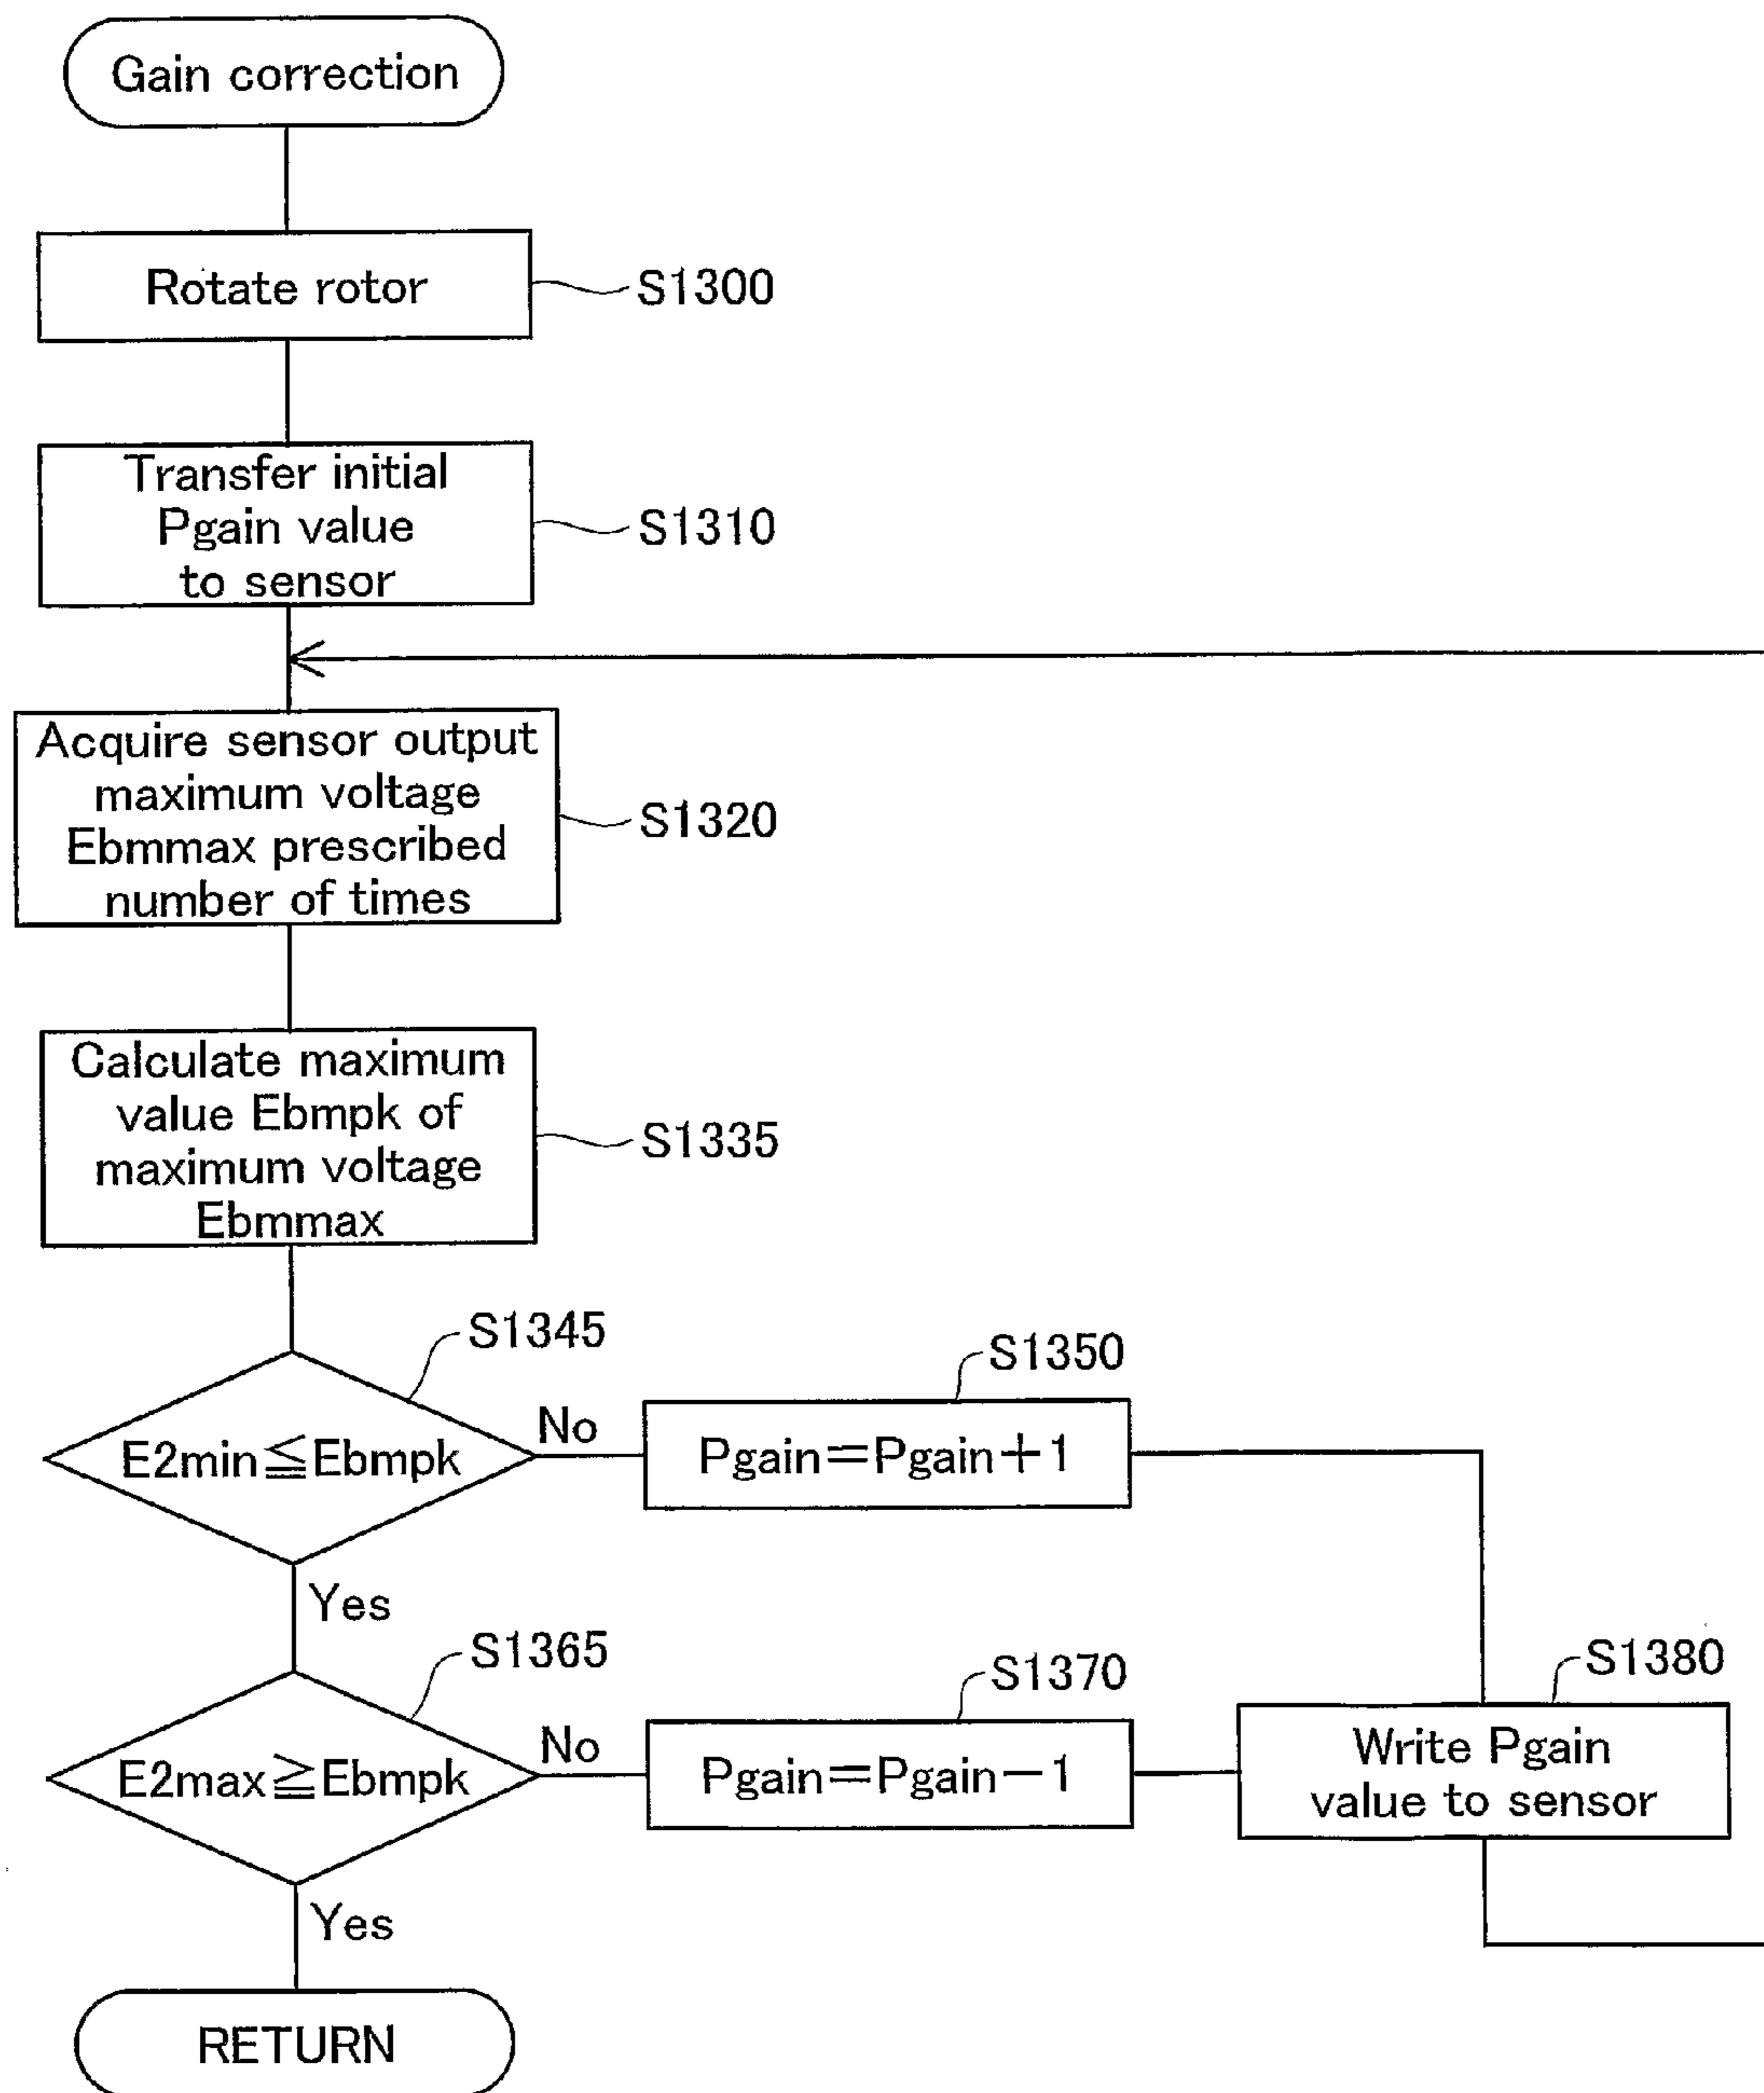 Gain correction
Rotate rotor
S1300
Transfer initial
Pgain value
to sensor
S1310
Acquire sensor output
maximum voltage
Ebmmax prescribed
number of times
S1320
Calculate maximum
value Ebmpk of
maximum voltage
Ebmmax
S1335
S1345
E2min≦Ebmpk
No
S1350
Pgain=Pgain+1
Yes
S1365
E2max≧Ebmpk
No
S1370
Pgain=Pgain−1
S1380
Write Pgain
value to sensor
Yes
RETURN